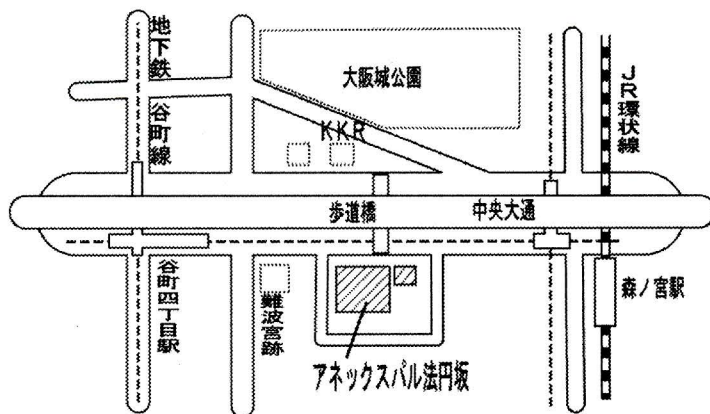 地下鉄 谷町線
大阪城公園
KKR
JR環状線
歩道橋
中央大通
谷町四丁目駅
難波宮跡
森ノ宮駅
アネックスパル法円坂